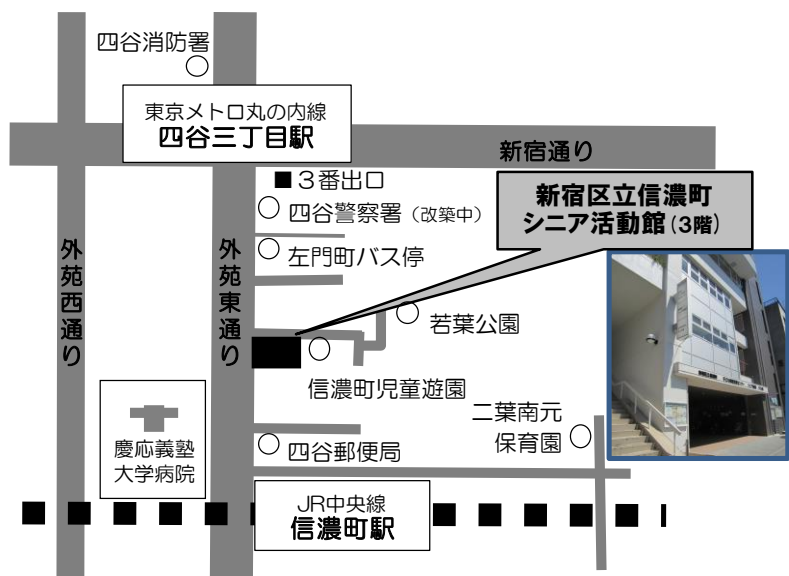 四谷消防署
東京メトロ丸の内線
四谷三丁目駅
新宿通り
■3番出口
四谷警察署（改築中）
新宿区立信濃町
シニア活動館（3階）
左門町バス停
外苑西通り
外苑東通り
若葉公園
信濃町児童遊園
二葉南元
保育園
慶応義塾
大学病院
四谷郵便局
JR中央線
信濃町駅